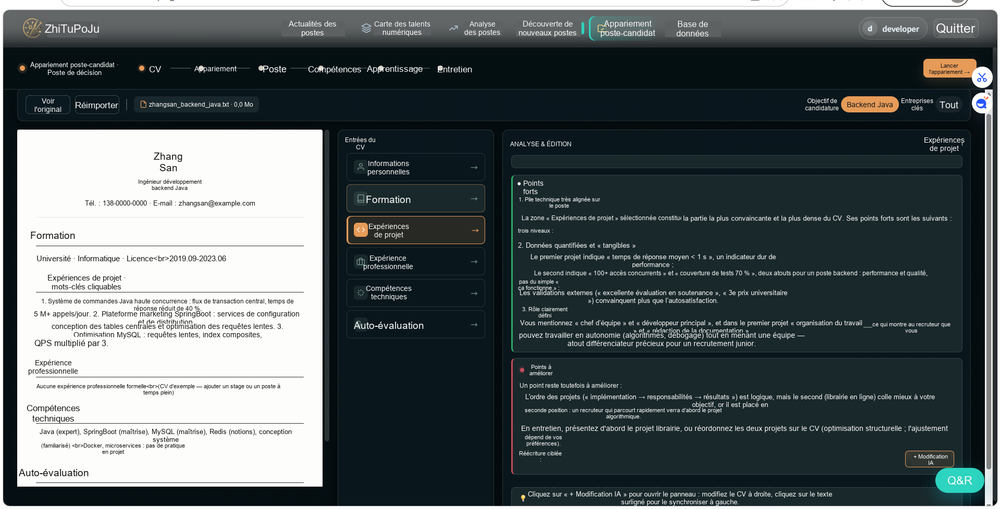 ZhiTuPoJu
Actualités des
postes
Carte des talents
numériques
Analyse
des postes
Découverte de
nouveaux postes
Appariement
poste-candidat
Base de
données
d developer
Quitter
Appariement poste-candidat ·
Poste de décision
CV
Appariement
Poste
Compétences
Apprentissage
Entretien
Lancer
l'appariement →
Voir
l'original
Réimporter
zhangsan_backend_java.txt · 0,0 Mo
Objectif de
candidature
Backend Java
Entreprises
clés
Tout
Zhang
San
Ingénieur développement
backend Java
Tél. : 138-0000-0000 · E-mail : zhangsan@example.com
Formation
Université · Informatique · Licence<br>2019.09-2023.06
Expériences de projet ·
mots-clés cliquables
1. Système de commandes Java haute concurrence : flux de transaction central, temps de
réponse réduit de 40 %.
5 M+ appels/jour. 2. Plateforme marketing SpringBoot : services de configuration
et de distribution
conception des tables centrales et optimisation des requêtes lentes. 3.
Optimisation MySQL : requêtes lentes, index composites,
QPS multiplié par 3.
Expérience
professionnelle
Aucune expérience professionnelle formelle<br>(CV d'exemple — ajouter un stage ou un poste à
temps plein)
Compétences
techniques
Java (expert), SpringBoot (maîtrise), MySQL (maîtrise), Redis (notions), conception
système
(familiarisé) <br>Docker, microservices : pas de pratique
en projet
Auto-évaluation
Entrées du
CV
Informations
personnelles
→
Formation
→
Expériences
de projet
→
Expérience
professionnelle
→
Compétences
techniques
→
Auto-évaluation
→
ANALYSE & ÉDITION
Expériences
de projet
● Points
forts
1. Pile technique très alignée sur
le poste
La zone « Expériences de projet » sélectionnée constitue la partie la plus convaincante et la plus dense du CV. Ses points forts sont les suivants :
trois niveaux :
2. Données quantifiées et « tangibles »
Le premier projet indique « temps de réponse moyen < 1 s », un indicateur dur de
performance ;
Le second indique « 100+ accès concurrents » et « couverture de tests 70 % », deux atouts pour un poste backend : performance et qualité,
pas du simple «
ça fonctionne » ;
Les validations externes (« excellente évaluation en soutenance », « 3e prix universitaire
») convainquent plus que l'autosatisfaction.
3. Rôle clairement
défini
Vous mentionnez « chef d'équipe » et « développeur principal », et dans le premier projet « organisation du travail
» et « rédaction de la documentation »
—ce qui montre au recruteur que
vous
pouvez travailler en autonomie (algorithmes, débogage) tout en menant une équipe —
atout différenciateur précieux pour un recrutement junior.
Points à
améliorer
Un point reste toutefois à améliorer :
L'ordre des projets (« implémentation → responsabilités → résultats ») est logique, mais le second (librairie en ligne) colle mieux à votre
objectif, or il est placé en
seconde position : un recruteur qui parcourt rapidement verra d'abord le projet
algorithmique.
En entretien, présentez d'abord le projet librairie, ou réordonnez les deux projets sur le CV (optimisation structurelle ; l'ajustement
dépend de vos
préférences).
Réécriture ciblée
:
+ Modification
IA
Q&R
Cliquez sur « + Modification IA » pour ouvrir le panneau : modifiez le CV à droite, cliquez sur le texte
surligné pour le synchroniser à gauche.